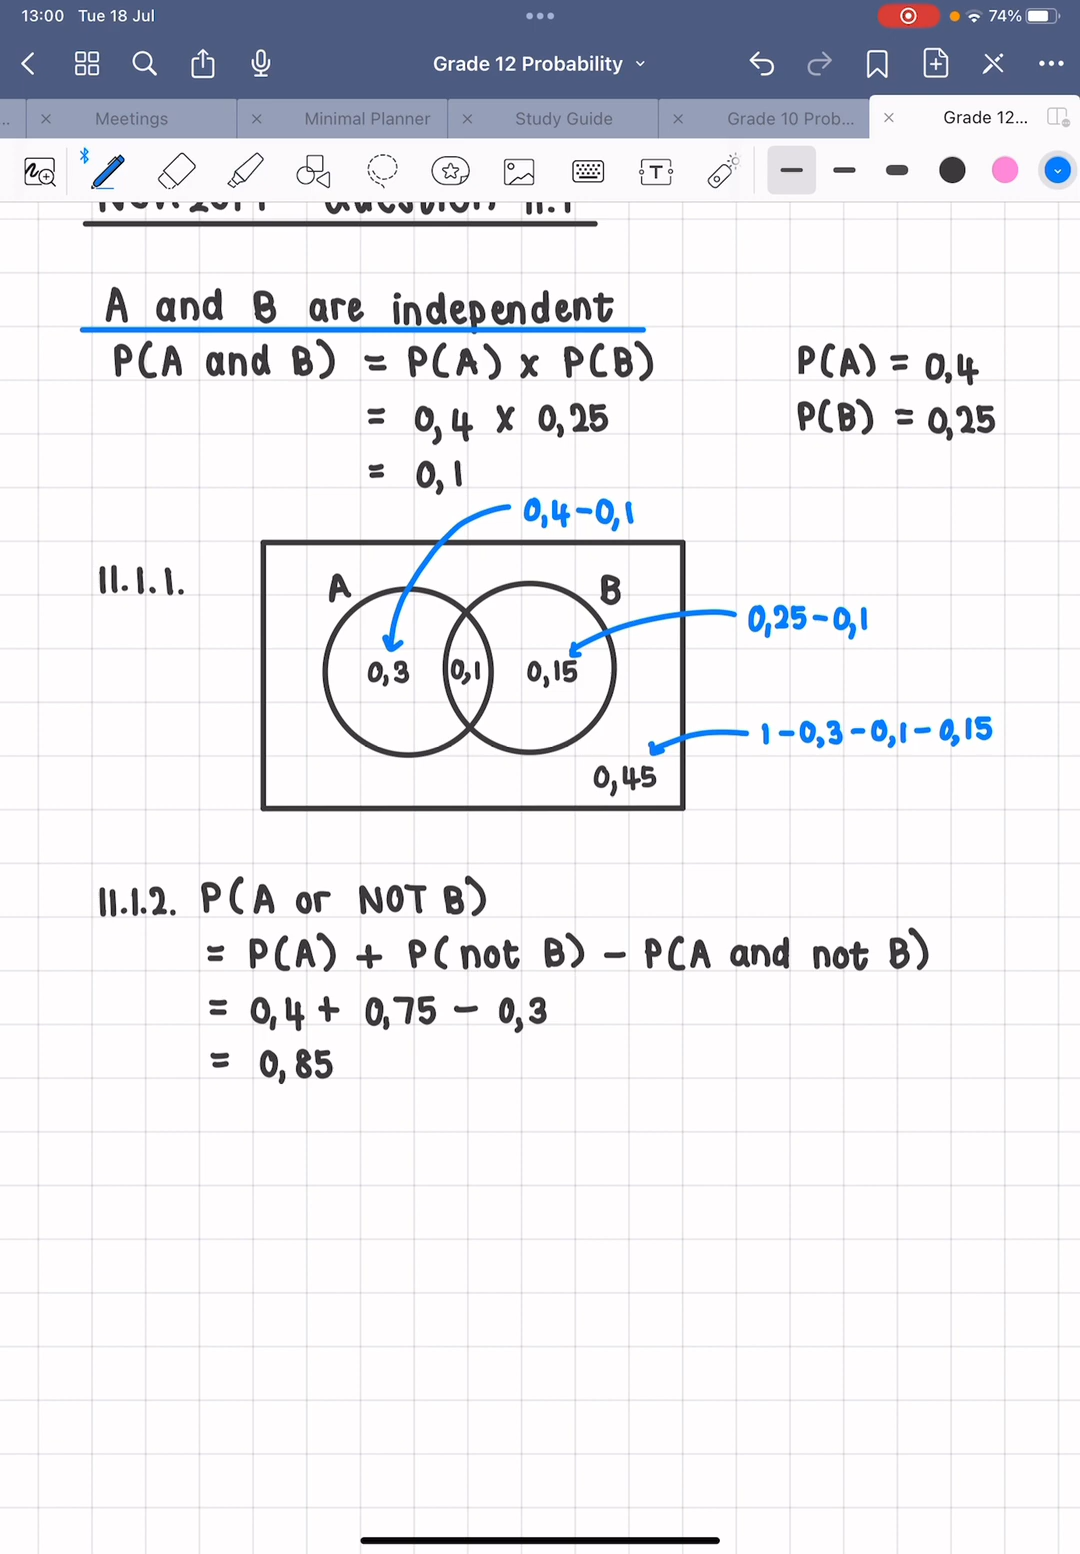 13:00 Tue 18 Jul
74%
Grade 12 Probability
Meetings
Minimal Planner
Study Guide
Grade 10 Prob...
Grade 12...
A and B are independent
P(A and B) = P(A) x P(B)
P(A) = 0,4
= 0,4 x 0,25
P(B) = 0,25
= 0,1
0,4-0,1
11.1.1.
A
B
0,25-0,1
0,3
0,1
0,15
1-0,3-0,1-0,15
0,45
11.1.2. P(A or NOT B)
= P(A) + P(not B) - P(A and not B)
= 0,4 + 0,75 - 0,3
= 0,85